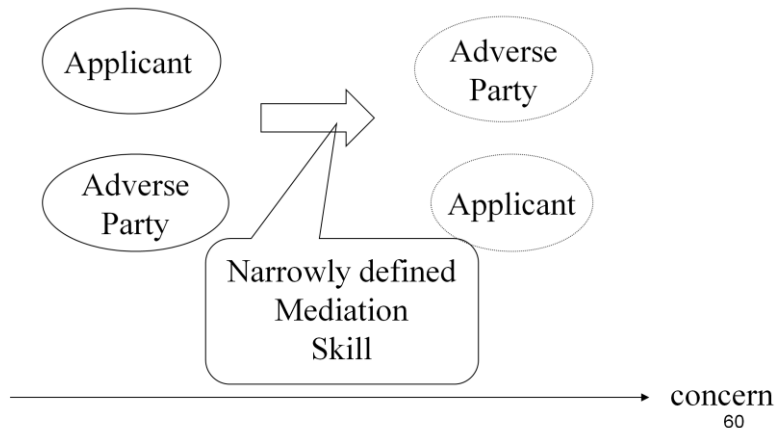 Applicant
Adverse
Party
Adverse
Party
Applicant
Narrowly defined
Mediation
Skill
concern
60